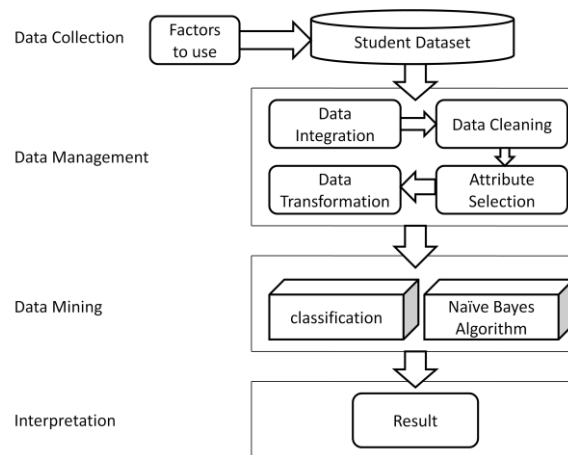 Data Collection
Factors
to use
Student Dataset
Data Management
Data
Integration
Data Cleaning
Data
Transformation
Attribute
Selection
Data Mining
classification
Naïve Bayes
Algorithm
Interpretation
Result